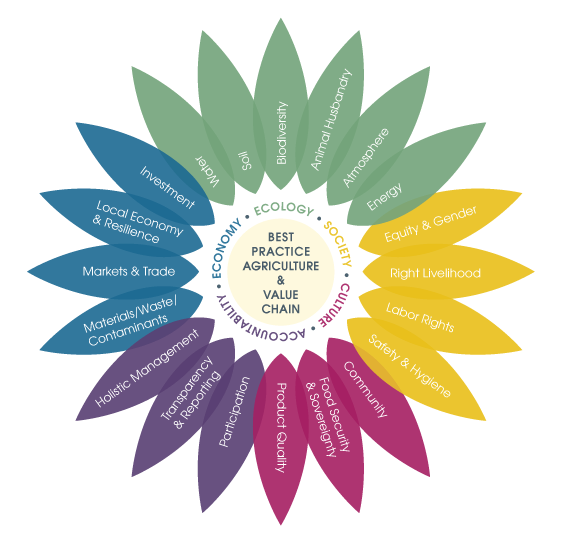 BEST
PRACTICE
AGRICULTURE
&
VALUE
CHAIN
ECOLOGY • SOCIETY • CULTURE • ACCOUNTABILITY • ECONOMY •
Water
Soil
Biodiversity
Animal Husbandry
Atmosphere
Energy
Equity & Gender
Right Livelihood
Labor Rights
Safety & Hygiene
Community
Food Security
& Sovereignty
Product Quality
Participation
Transparency
& Reporting
Holistic Management
Materials/Waste/
Contaminants
Markets & Trade
Local Economy
& Resilience
Investment